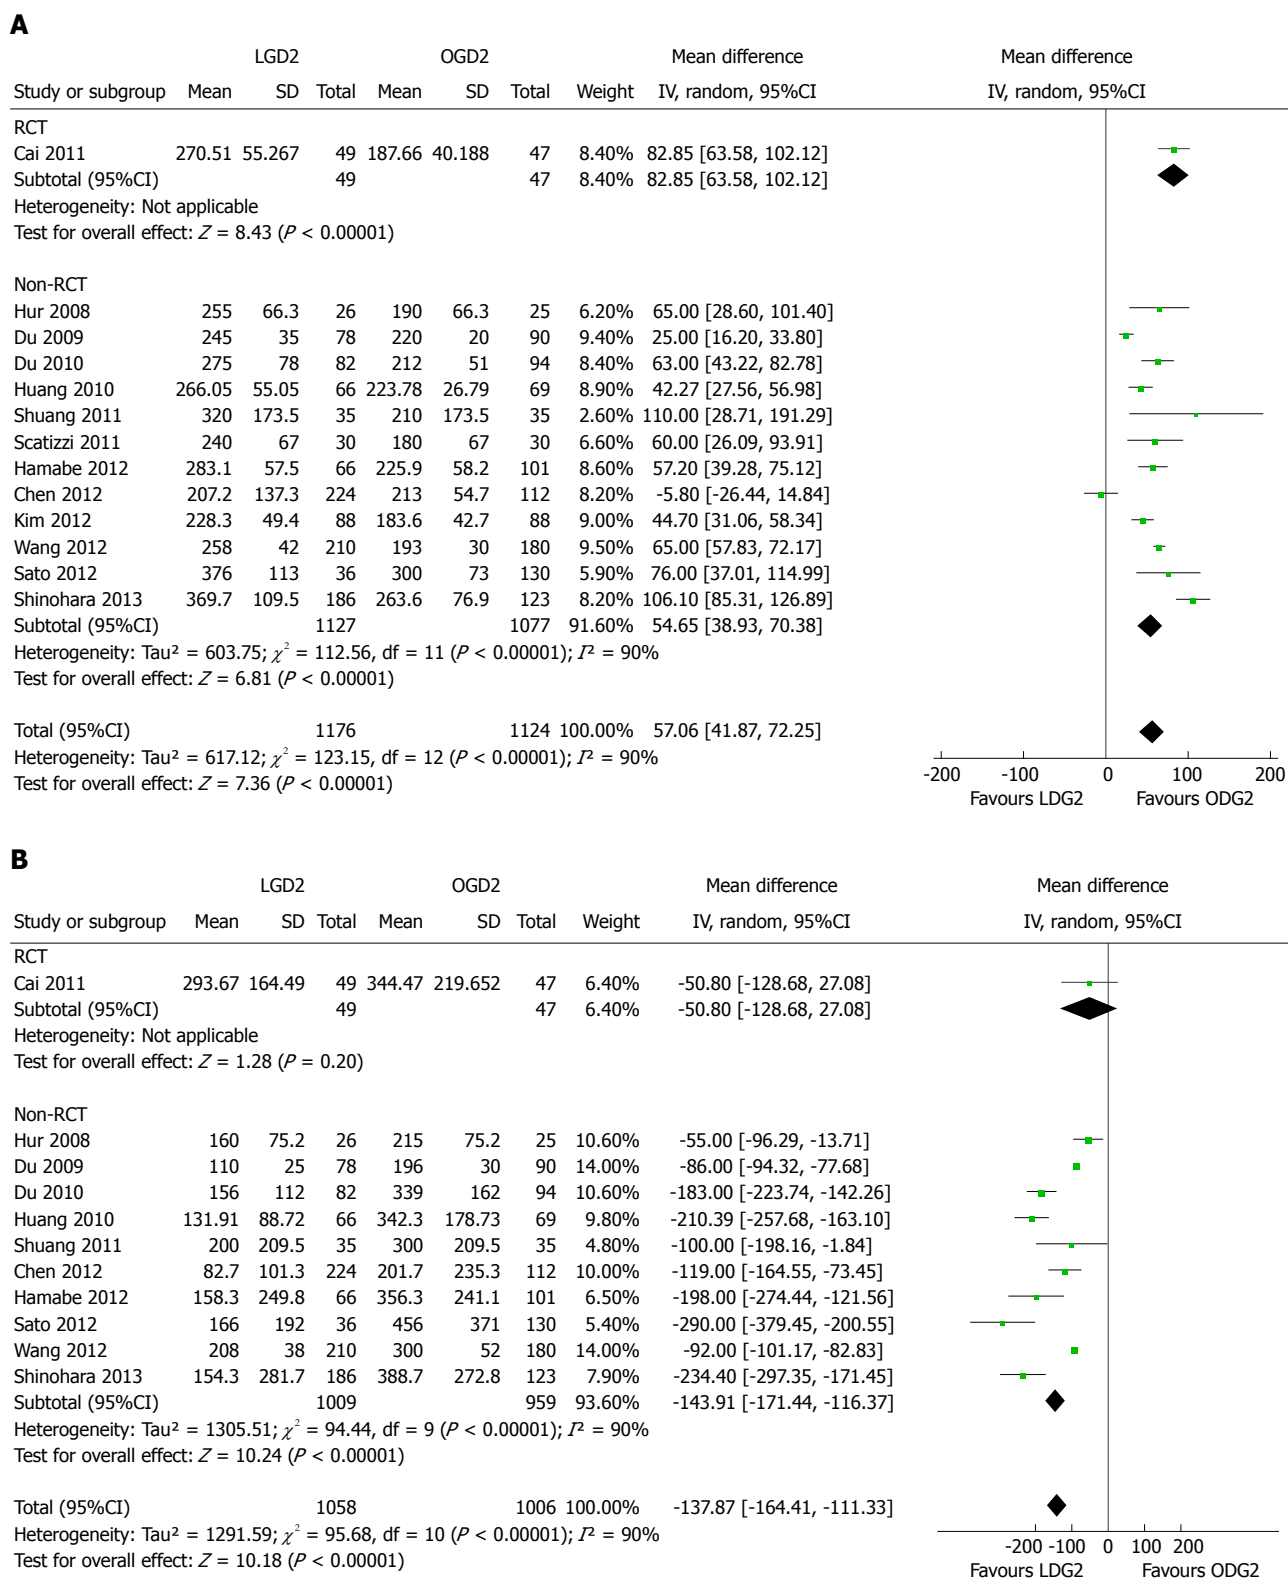 A
LGD2 OGD2 Mean difference Mean difference
Study or subgroup Mean SD Total Mean SD Total Weight IV, random, 95%CI IV, random, 95%CI
RCT
Cai 2011 270.51 55.267 49 187.66 40.188 47 8.40% 82.85 [63.58, 102.12]
Subtotal (95%CI) 49 47 8.40% 82.85 [63.58, 102.12]
Heterogeneity: Not applicable
Test for overall effect: Z = 8.43 (P < 0.00001)
Non-RCT
Hur 2008 255 66.3 26 190 66.3 25 6.20% 65.00 [28.60, 101.40]
Du 2009 245 35 78 220 20 90 9.40% 25.00 [16.20, 33.80]
Du 2010 275 78 82 212 51 94 8.40% 63.00 [43.22, 82.78]
Huang 2010 266.05 55.05 66 223.78 26.79 69 8.90% 42.27 [27.56, 56.98]
Shuang 2011 320 173.5 35 210 173.5 35 2.60% 110.00 [28.71, 191.29]
Scatizzi 2011 240 67 30 180 67 30 6.60% 60.00 [26.09, 93.91]
Hamabe 2012 283.1 57.5 66 225.9 58.2 101 8.60% 57.20 [39.28, 75.12]
Chen 2012 207.2 137.3 224 213 54.7 112 8.20% -5.80 [-26.44, 14.84]
Kim 2012 228.3 49.4 88 183.6 42.7 88 9.00% 44.70 [31.06, 58.34]
Wang 2012 258 42 210 193 30 180 9.50% 65.00 [57.83, 72.17]
Sato 2012 376 113 36 300 73 130 5.90% 76.00 [37.01, 114.99]
Shinohara 2013 369.7 109.5 186 263.6 76.9 123 8.20% 106.10 [85.31, 126.89]
Subtotal (95%CI) 1127 1077 91.60% 54.65 [38.93, 70.38]
Heterogeneity: Tau² = 603.75; χ² = 112.56, df = 11 (P < 0.00001); I² = 90%
Test for overall effect: Z = 6.81 (P < 0.00001)
Total (95%CI) 1176 1124 100.00% 57.06 [41.87, 72.25]
Heterogeneity: Tau² = 617.12; χ² = 123.15, df = 12 (P < 0.00001); I² = 90%
Test for overall effect: Z = 7.36 (P < 0.00001)
-200 -100 0 100 200
Favours LDG2 Favours ODG2
B
LGD2 OGD2 Mean difference Mean difference
Study or subgroup Mean SD Total Mean SD Total Weight IV, random, 95%CI IV, random, 95%CI
RCT
Cai 2011 293.67 164.49 49 344.47 219.652 47 6.40% -50.80 [-128.68, 27.08]
Subtotal (95%CI) 49 47 6.40% -50.80 [-128.68, 27.08]
Heterogeneity: Not applicable
Test for overall effect: Z = 1.28 (P = 0.20)
Non-RCT
Hur 2008 160 75.2 26 215 75.2 25 10.60% -55.00 [-96.29, -13.71]
Du 2009 110 25 78 196 30 90 14.00% -86.00 [-94.32, -77.68]
Du 2010 156 112 82 339 162 94 10.60% -183.00 [-223.74, -142.26]
Huang 2010 131.91 88.72 66 342.3 178.73 69 9.80% -210.39 [-257.68, -163.10]
Shuang 2011 200 209.5 35 300 209.5 35 4.80% -100.00 [-198.16, -1.84]
Chen 2012 82.7 101.3 224 201.7 235.3 112 10.00% -119.00 [-164.55, -73.45]
Hamabe 2012 158.3 249.8 66 356.3 241.1 101 6.50% -198.00 [-274.44, -121.56]
Sato 2012 166 192 36 456 371 130 5.40% -290.00 [-379.45, -200.55]
Wang 2012 208 38 210 300 52 180 14.00% -92.00 [-101.17, -82.83]
Shinohara 2013 154.3 281.7 186 388.7 272.8 123 7.90% -234.40 [-297.35, -171.45]
Subtotal (95%CI) 1009 959 93.60% -143.91 [-171.44, -116.37]
Heterogeneity: Tau² = 1305.51; χ² = 94.44, df = 9 (P < 0.00001); I² = 90%
Test for overall effect: Z = 10.24 (P < 0.00001)
Total (95%CI) 1058 1006 100.00% -137.87 [-164.41, -111.33]
Heterogeneity: Tau² = 1291.59; χ² = 95.68, df = 10 (P < 0.00001); I² = 90%
Test for overall effect: Z = 10.18 (P < 0.00001)
-200 -100 0 100 200
Favours LDG2 Favours ODG2